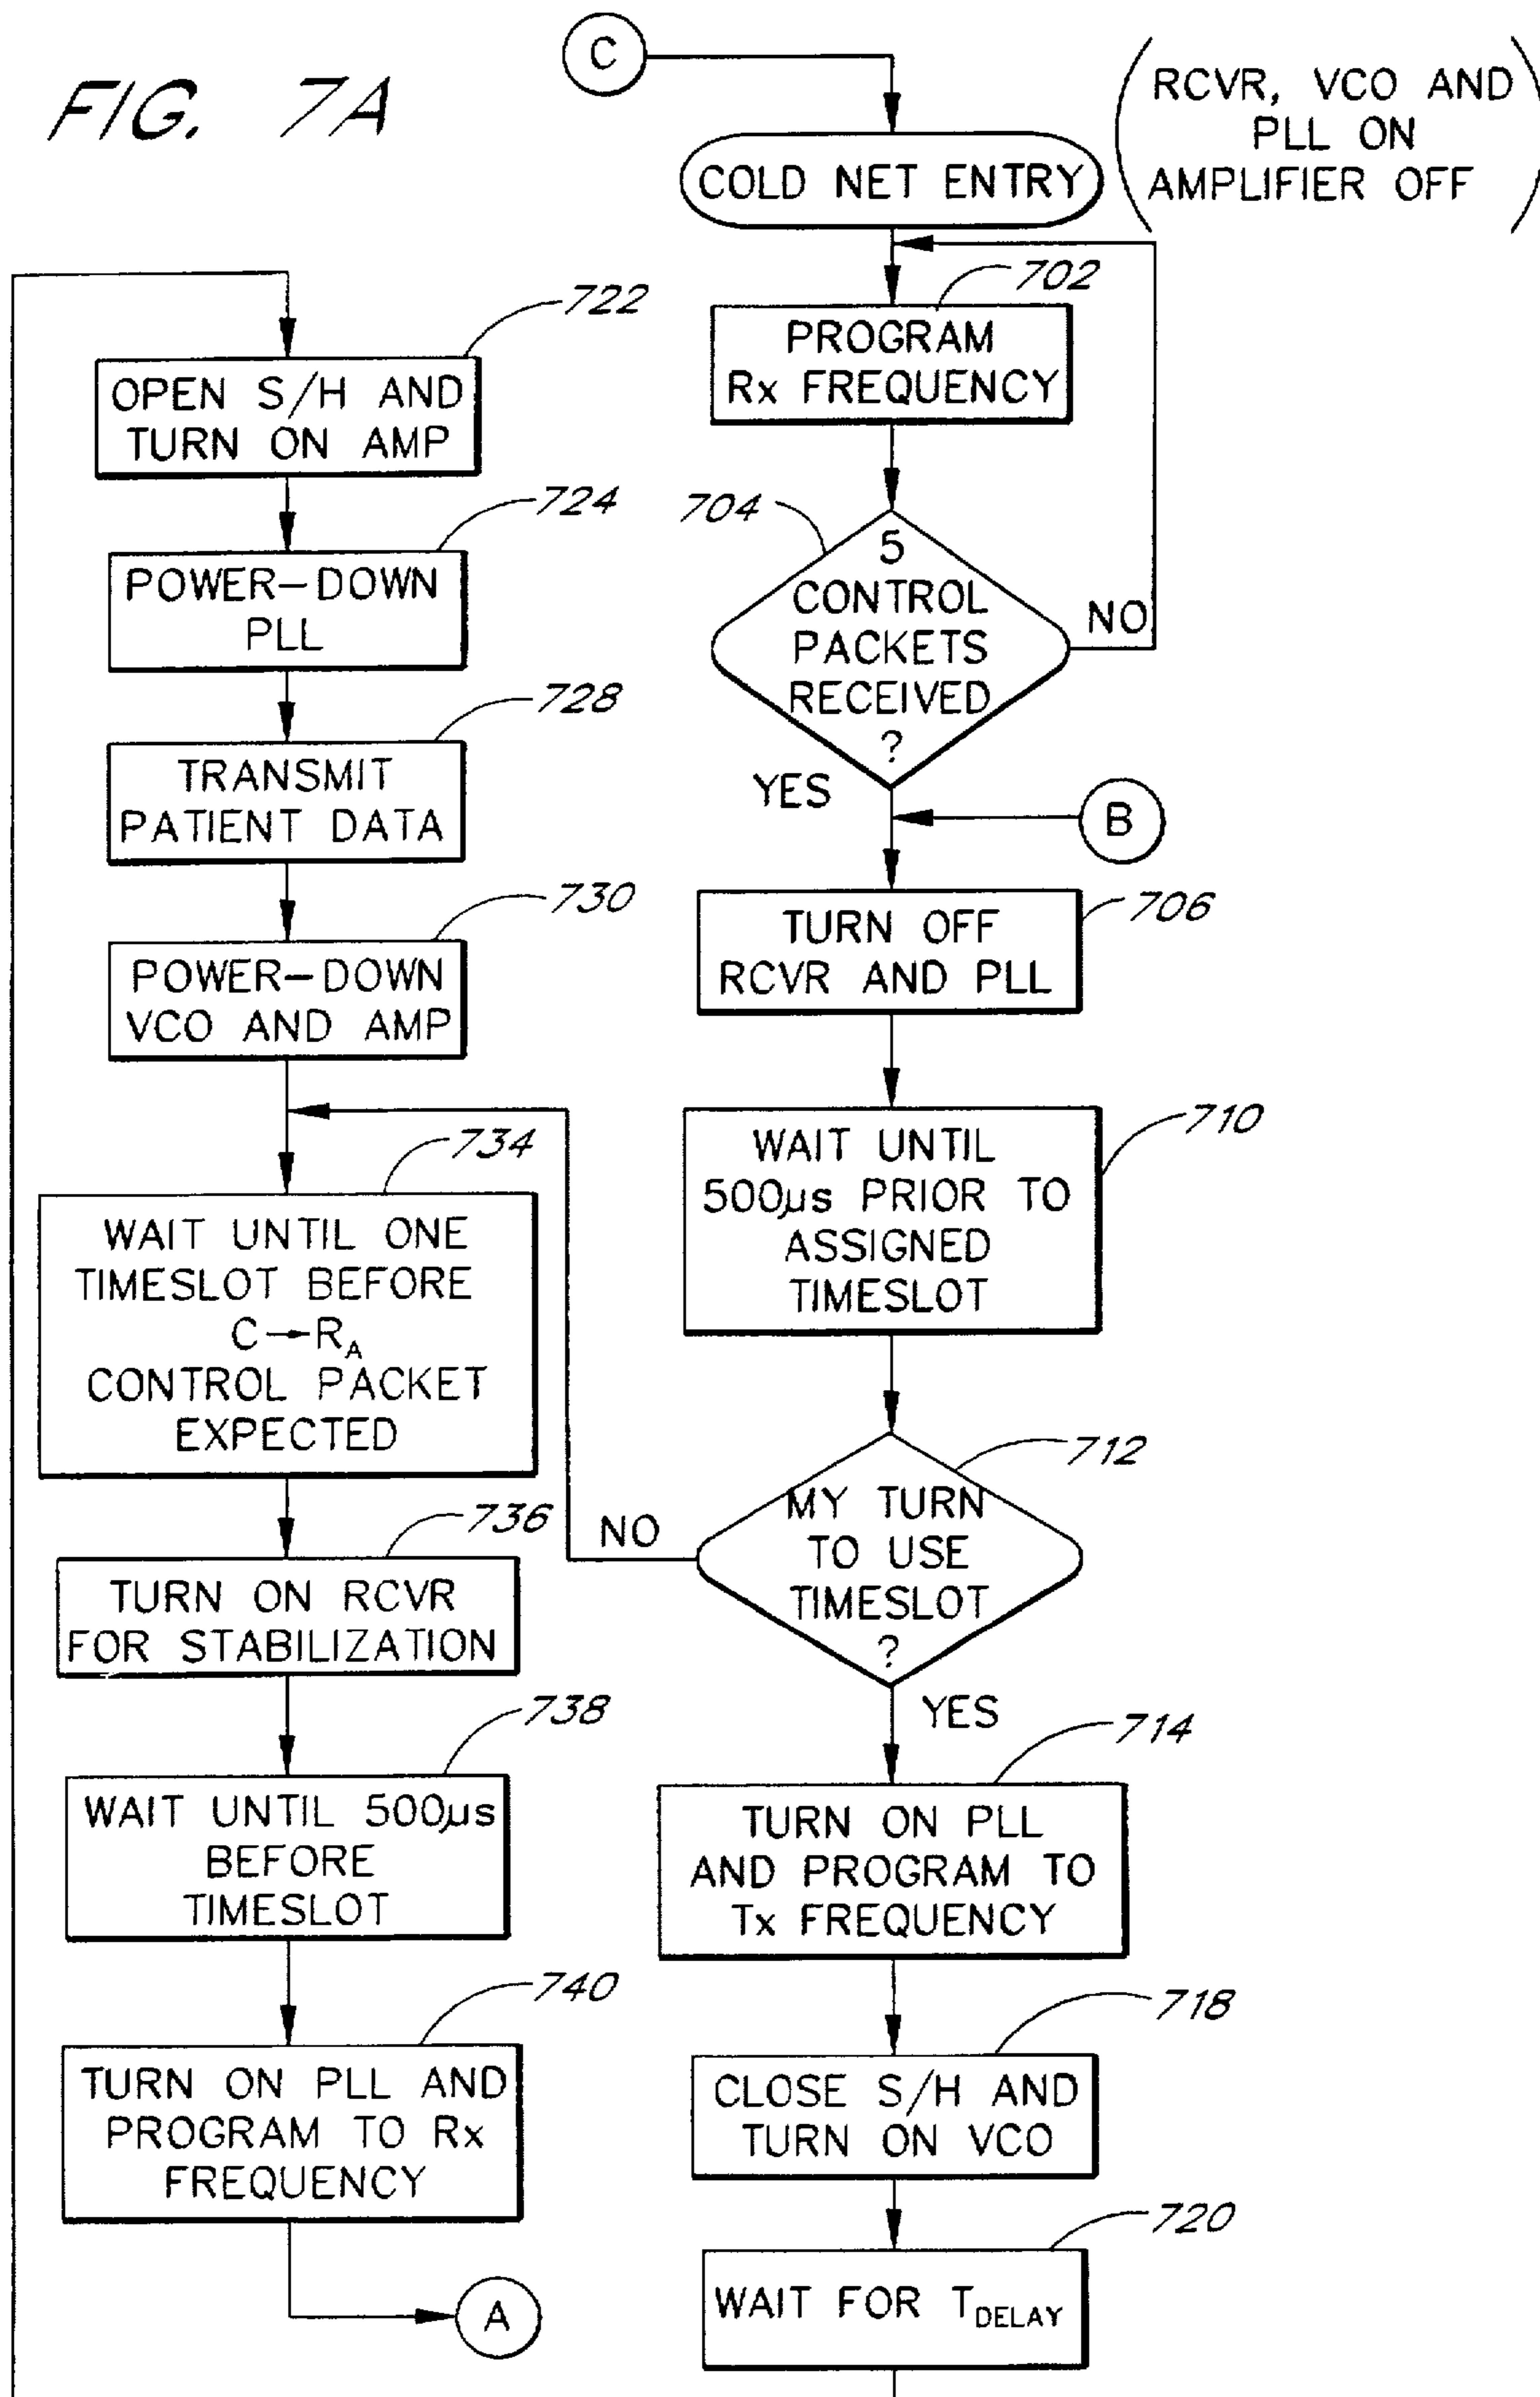 FIG. 7A
C
COLD NET ENTRY
RCVR, VCO AND
PLL ON
AMPLIFIER OFF
702
PROGRAM
Rx FREQUENCY
704
5
CONTROL
PACKETS
RECEIVED
?
NO
YES
B
706
TURN OFF
RCVR AND PLL
710
WAIT UNTIL
500µs PRIOR TO
ASSIGNED
TIMESLOT
712
MY TURN
TO USE
TIMESLOT
?
NO
YES
714
TURN ON PLL
AND PROGRAM TO
Tx FREQUENCY
718
CLOSE S/H AND
TURN ON VCO
720
WAIT FOR TDELAY
722
OPEN S/H AND
TURN ON AMP
724
POWER-DOWN
PLL
728
TRANSMIT
PATIENT DATA
730
POWER-DOWN
VCO AND AMP
734
WAIT UNTIL ONE
TIMESLOT BEFORE
C→RA
CONTROL PACKET
EXPECTED
736
TURN ON RCVR
FOR STABILIZATION
738
WAIT UNTIL 500µs
BEFORE
TIMESLOT
740
TURN ON PLL AND
PROGRAM TO Rx
FREQUENCY
A